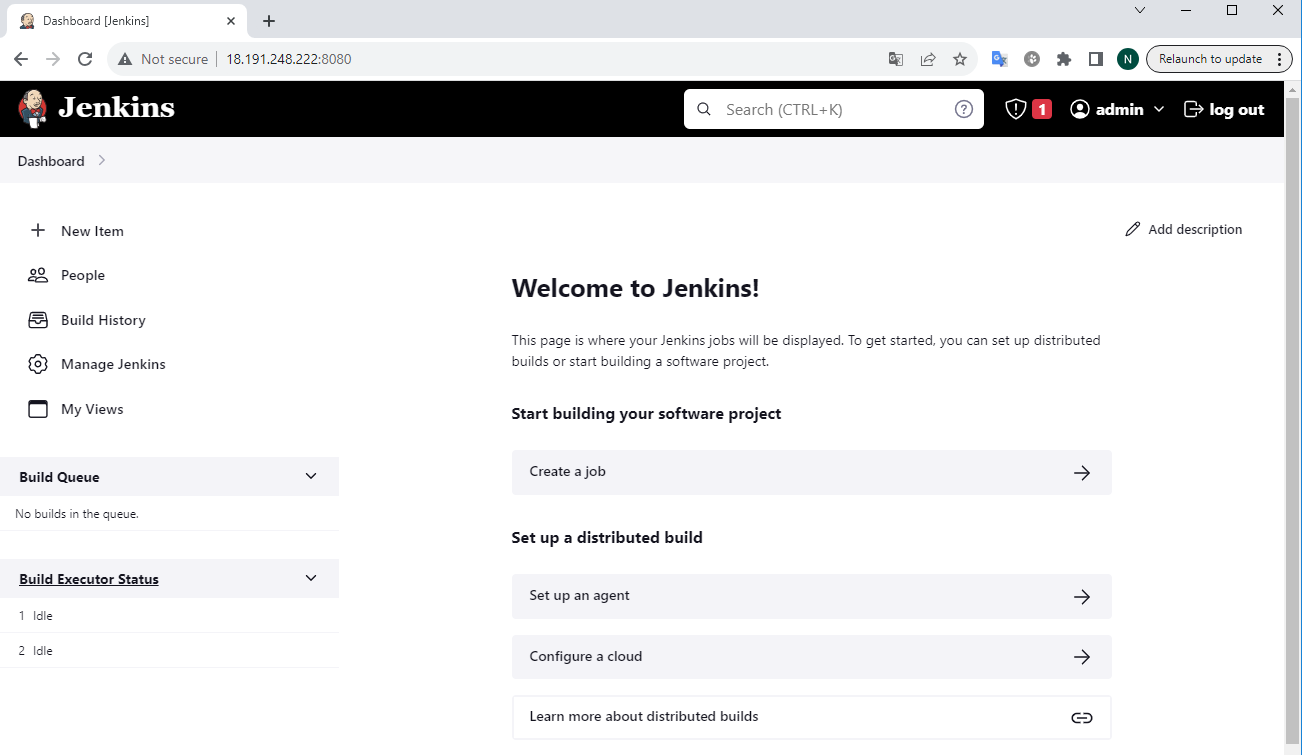 Dashboard [Jenkins]
Not secure 18.191.248.222:8080
N
Relaunch to update
Jenkins
Search (CTRL+K)
1
admin
log out
Dashboard
New Item
People
Build History
Manage Jenkins
My Views
Build Queue
No builds in the queue.
Build Executor Status
1 Idle
2 Idle
Add description
Welcome to Jenkins!
This page is where your Jenkins jobs will be displayed. To get started, you can set up distributed
builds or start building a software project.
Start building your software project
Create a job
Set up a distributed build
Set up an agent
Configure a cloud
Learn more about distributed builds